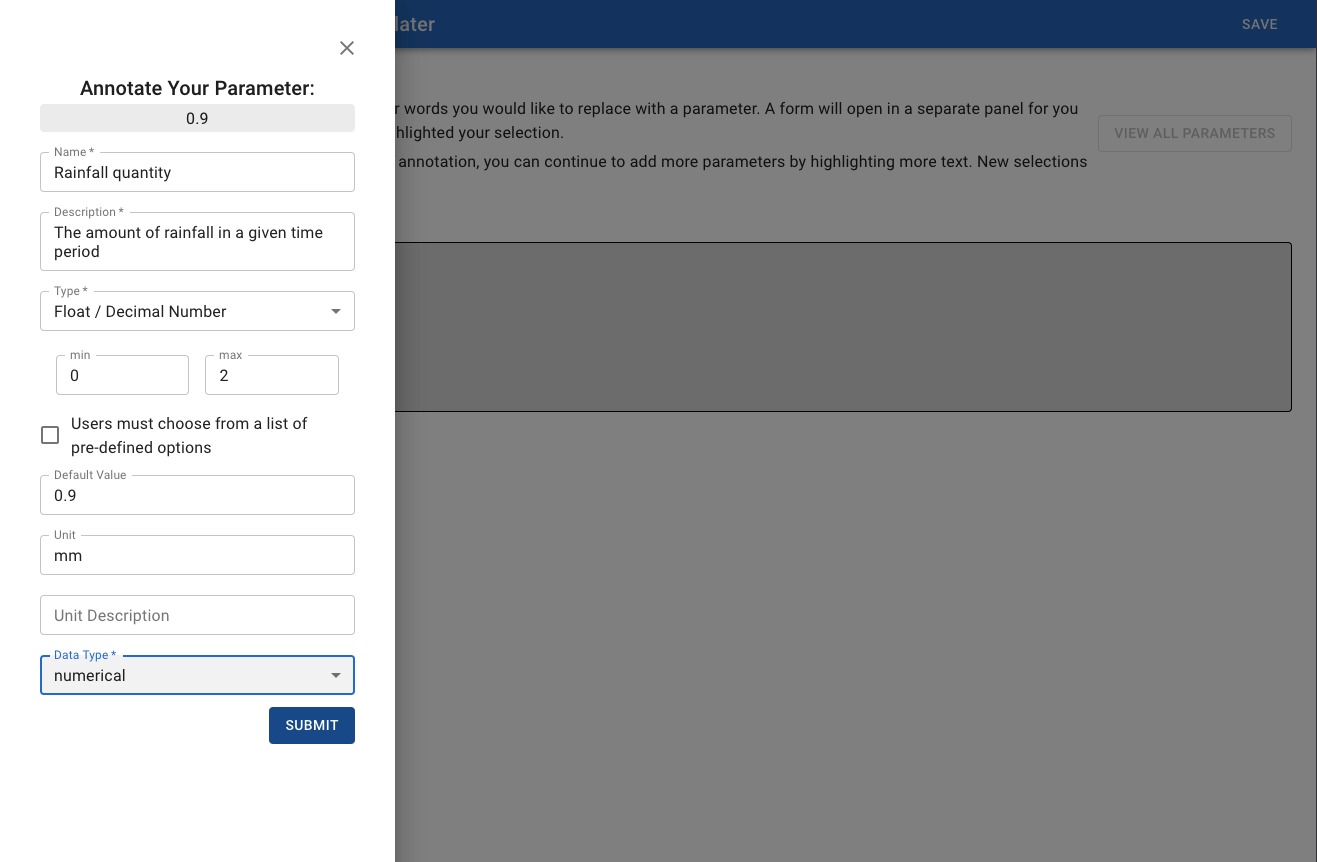 Annotate Your Parameter:
0.9
Name *
Rainfall quantity
Description *
The amount of rainfall in a given time
period
Type *
Float / Decimal Number
min
0
max
2
Users must choose from a list of
pre-defined options
Default Value
0.9
Unit
mm
Unit Description
Data Type *
numerical
SUBMIT
SAVE
words you would like to replace with a parameter. A form will open in a separate panel for you
your selection.
VIEW ALL PARAMETERS
annotation, you can continue to add more parameters by highlighting more text. New selections